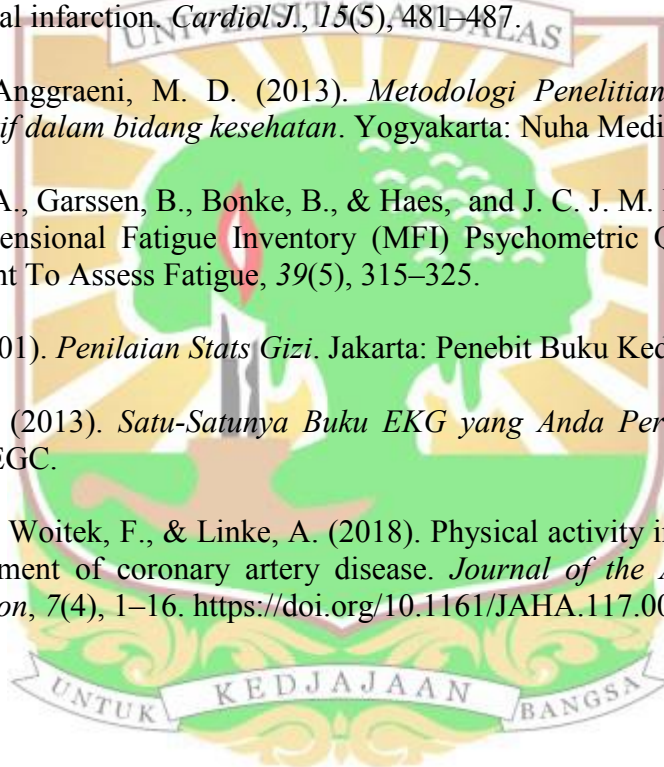 al infarction. Cardiol J., 15(5), 481–487.
UNIVERSITAS ANDALAS
Anggraeni, M. D. (2013). Metodologi Penelitian
if dalam bidang kesehatan. Yogyakarta: Nuha Medi
A., Garssen, B., Bonke, B., & Haes, and J. C. J. M.
ensional Fatigue Inventory (MFI) Psychometric
nt To Assess Fatigue, 39(5), 315–325.
01). Penilaian Stats Gizi. Jakarta: Penebit Buku Ked
(2013). Satu-Satunya Buku EKG yang Anda Per
EGC.
Woitek, F., & Linke, A. (2018). Physical activity i
ment of coronary artery disease. Journal of the
on, 7(4), 1–16. https://doi.org/10.1161/JAHA.117.00
UNTUK KEDJAJAAN BANGSA